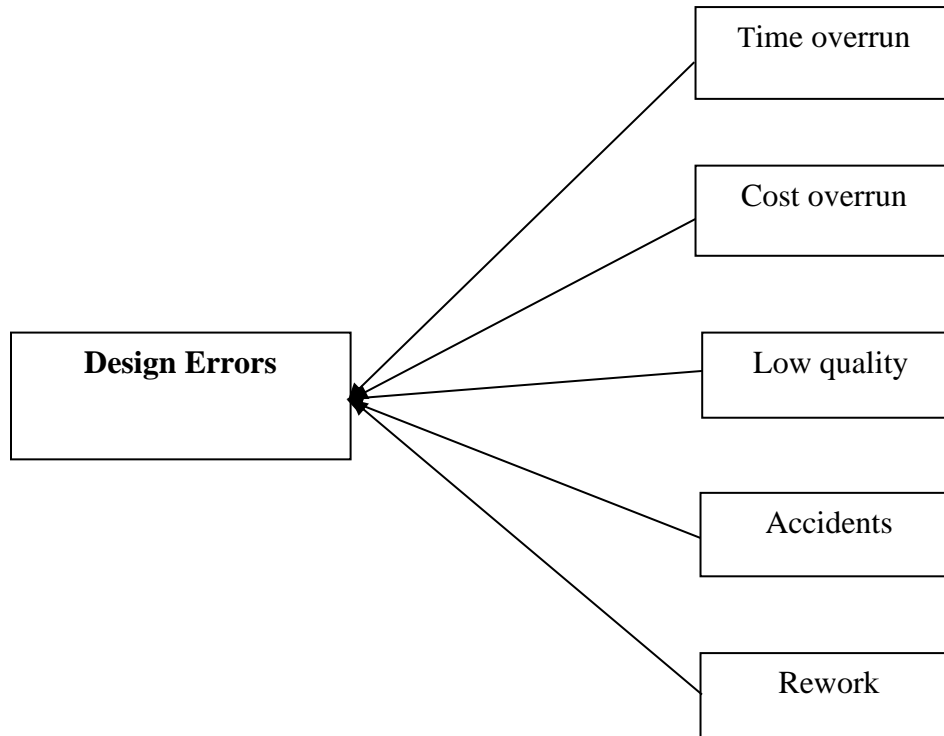 Time overrun
Cost overrun
Design Errors
Low quality
Accidents
Rework